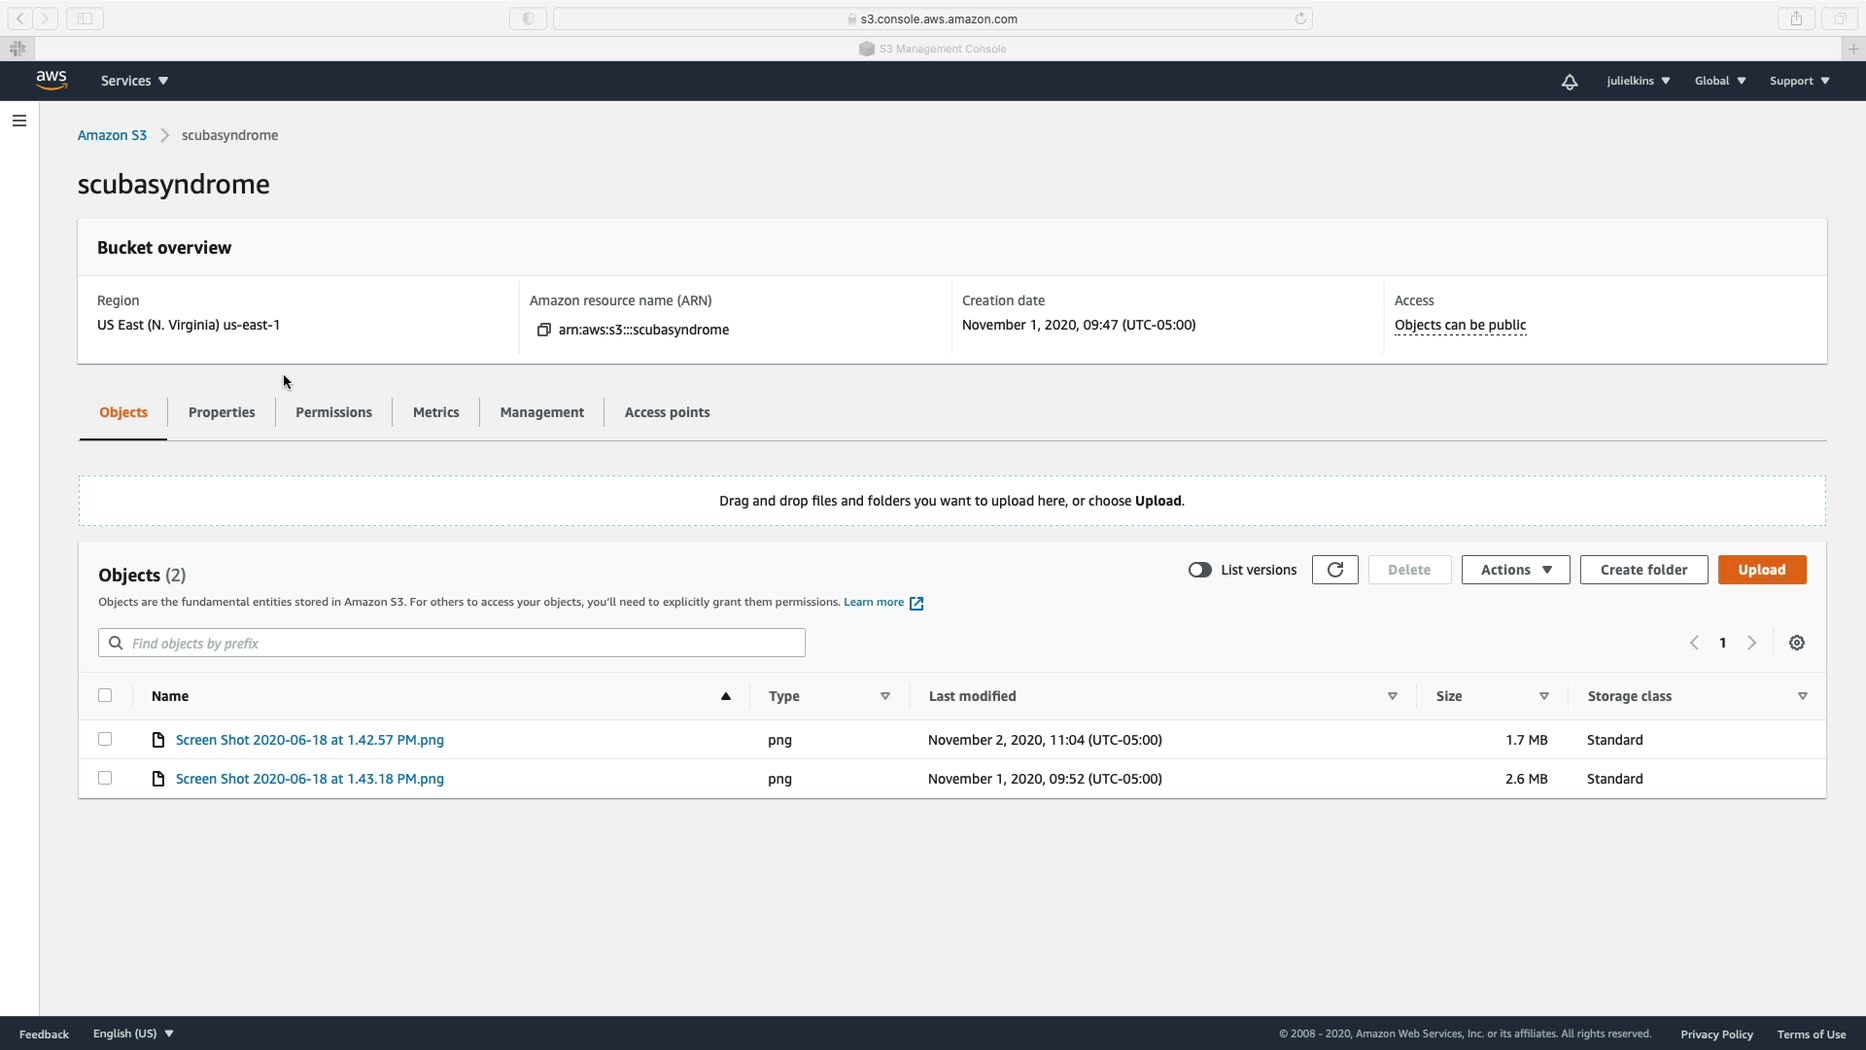 s3.console.aws.amazon.com
S3 Management Console
aws Services julielkins Global Support
Amazon S3 scubasyndrome
scubasyndrome
Bucket overview
Region Amazon resource name (ARN) Creation date Access
US East (N. Virginia) us-east-1 arn:aws:s3:::scubasyndrome November 1, 2020, 09:47 (UTC-05:00) Objects can be public
Objects Properties Permissions Metrics Management Access points
Drag and drop files and folders you want to upload here, or choose Upload.
Objects (2) List versions Delete Actions Create folder Upload
Objects are the fundamental entities stored in Amazon S3. For others to access your objects, you'll need to explicitly grant them permissions. Learn more
Find objects by prefix 1
Name Type Last modified Size Storage class
Screen Shot 2020-06-18 at 1.42.57 PM.png png November 2, 2020, 11:04 (UTC-05:00) 1.7 MB Standard
Screen Shot 2020-06-18 at 1.43.18 PM.png png November 1, 2020, 09:52 (UTC-05:00) 2.6 MB Standard
Feedback English (US) © 2008 - 2020, Amazon Web Services, Inc. or its affiliates. All rights reserved. Privacy Policy Terms of Use